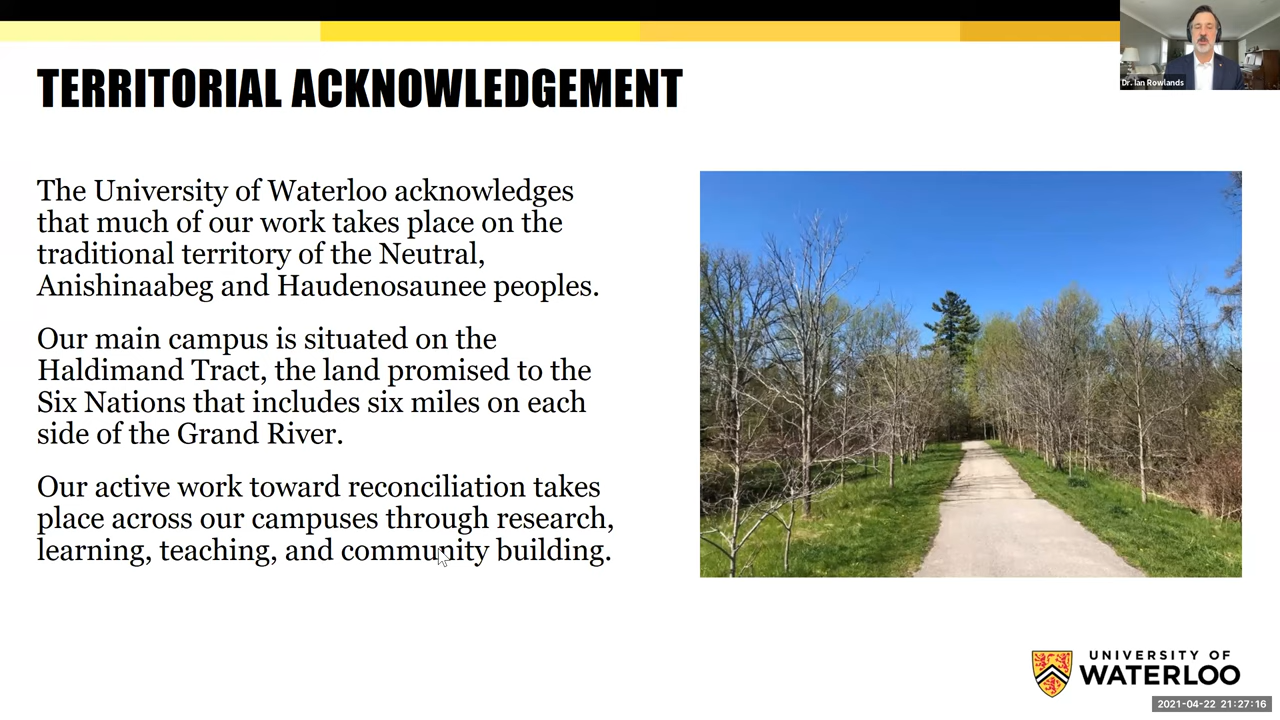 Dr. Ian Rowlands
TERRITORIAL ACKNOWLEDGEMENT
The University of Waterloo acknowledges
that much of our work takes place on the
traditional territory of the Neutral,
Anishinaabeg and Haudenosaunee peoples.
Our main campus is situated on the
Haldimand Tract, the land promised to the
Six Nations that includes six miles on each
side of the Grand River.
Our active work toward reconciliation takes
place across our campuses through research,
learning, teaching, and community building.
UNIVERSITY OF
WATERLOO
2021-04-22 21:27:16